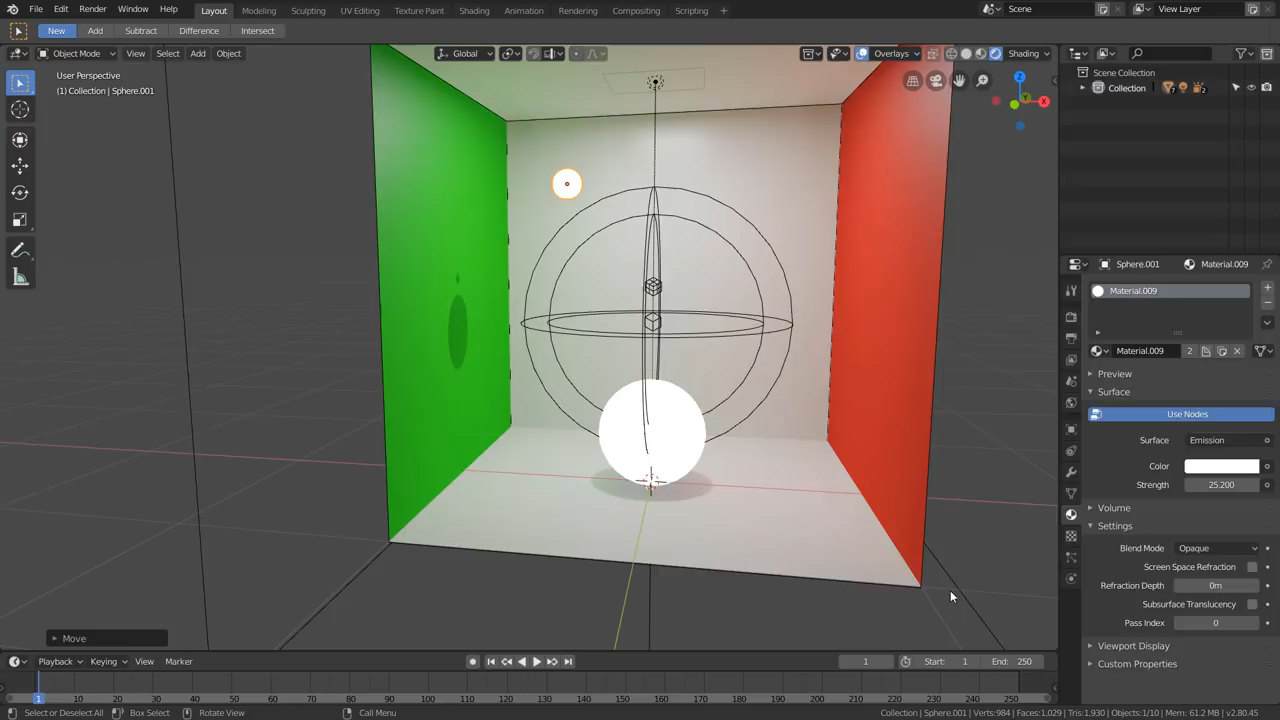 File Edit Render Window Help Layout Modeling Sculpting UV Editing Texture Paint Shading Animation Rendering Compositing Scripting + Scene View Layer
New Add Subtract Difference Intersect
Object Mode View Select Add Object Global Overlays Shading
User Perspective
(1) Collection | Sphere.001
Z
Y
X
Scene Collection
Collection 7 2
Sphere.001 Material.009
Material.009
Material.009 2
Preview
Surface
Use Nodes
Surface Emission
Color
Strength 25.200
Volume
Settings
Blend Mode Opaque
Screen Space Refraction
Refraction Depth 0m
Subsurface Translucency
Pass Index 0
Viewport Display
Custom Properties
Move
Playback Keying View Marker 1 Start: 1 End: 250
1 10 20 30 40 50 60 70 80 90 100 110 120 130 140 150 160 170 180 190 200 210 220 230 240 250
Select or Deselect All Box Select Rotate View Call Menu Collection | Sphere.001 | Verts:984 | Faces:1,029 | Tris:1,930 | Objects:1/10 | Mem: 61.2 MB | v2.80.45